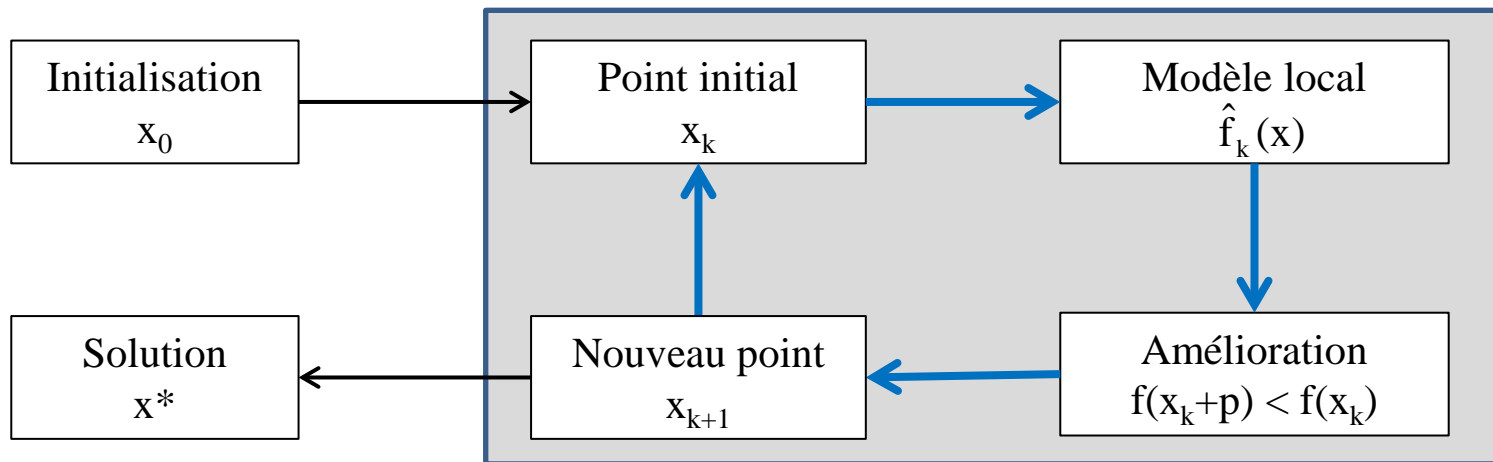 Initialisation
x₀
Point initial
xₖ
Modèle local
f̂ₖ(x)
Solution
x*
Nouveau point
xₖ₊₁
Amélioration
f(xₖ+p) < f(xₖ)